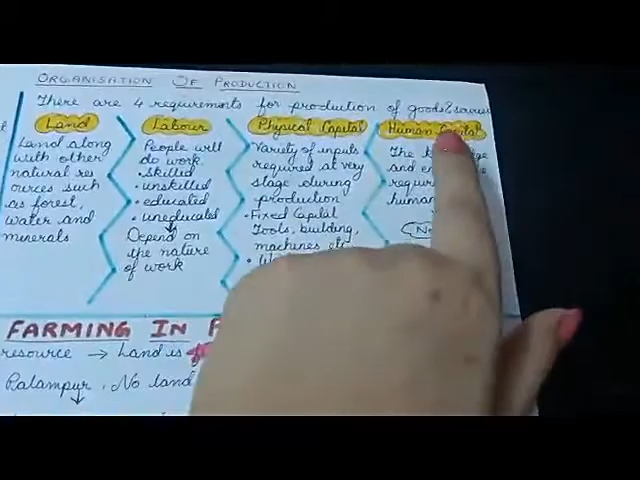 ORGANISATION OF PRODUCTION
There are 4 requirements for production of goods &
Land
Land along
with other
natural res
ources such
as forest,
water and
minerals
Labour
People will
do work.
• skilled
• unskilled
• educated
• uneducated
Depend on
the nature
of work
Physical Capital
Variety of inputs
required at very
stage during
production
• Fixed Capital
Tools, building,
machines etc
Human Capital
The
and
human
FARMING IN
resource → Land is
Palampur. No land